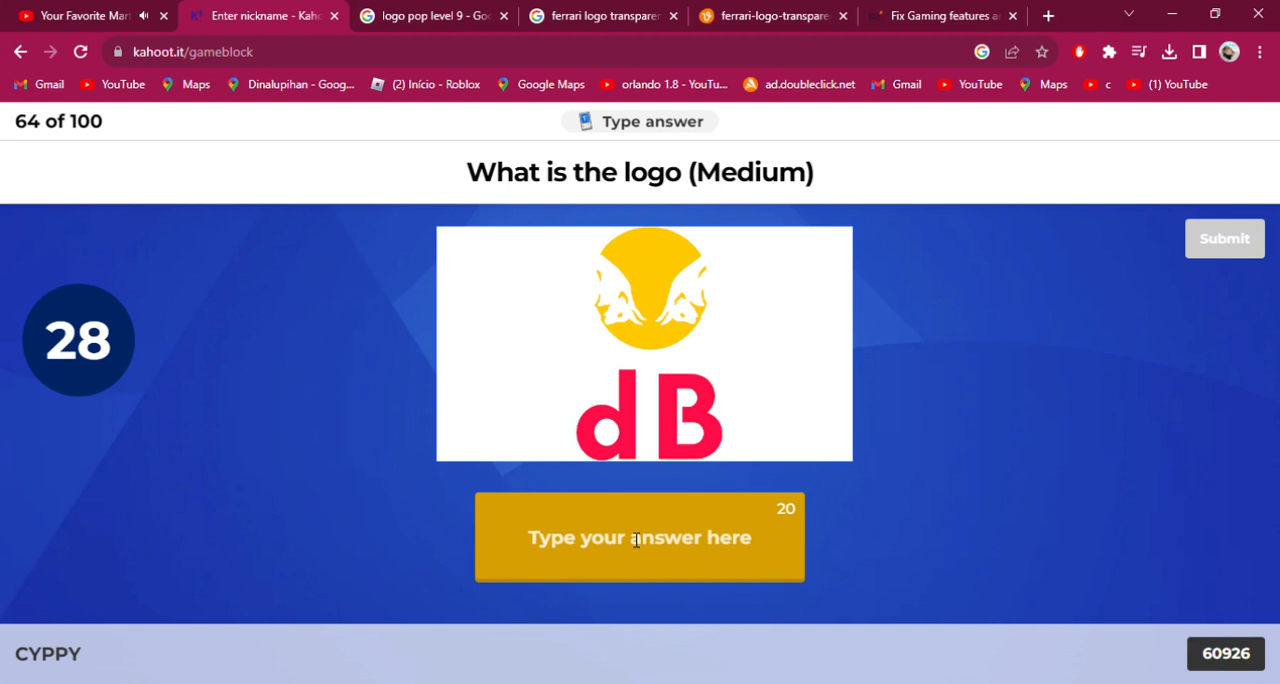 Your Favorite Mar
Enter nickname - Kaho
logo pop level 9 - Goo
ferrari logo transparen
ferrari-logo-transpare
Fix Gaming features a
kahoot.it/gameblock
Gmail
YouTube
Maps
Dinalupihan - Goog...
(2) Início - Roblox
Google Maps
orlando 1.8 - YouTu...
ad.doubleclick.net
Gmail
YouTube
Maps
c
(1) YouTube
64 of 100
Type answer
What is the logo (Medium)
Submit
28
d B
20
Type your answer here
CYPPY
60926